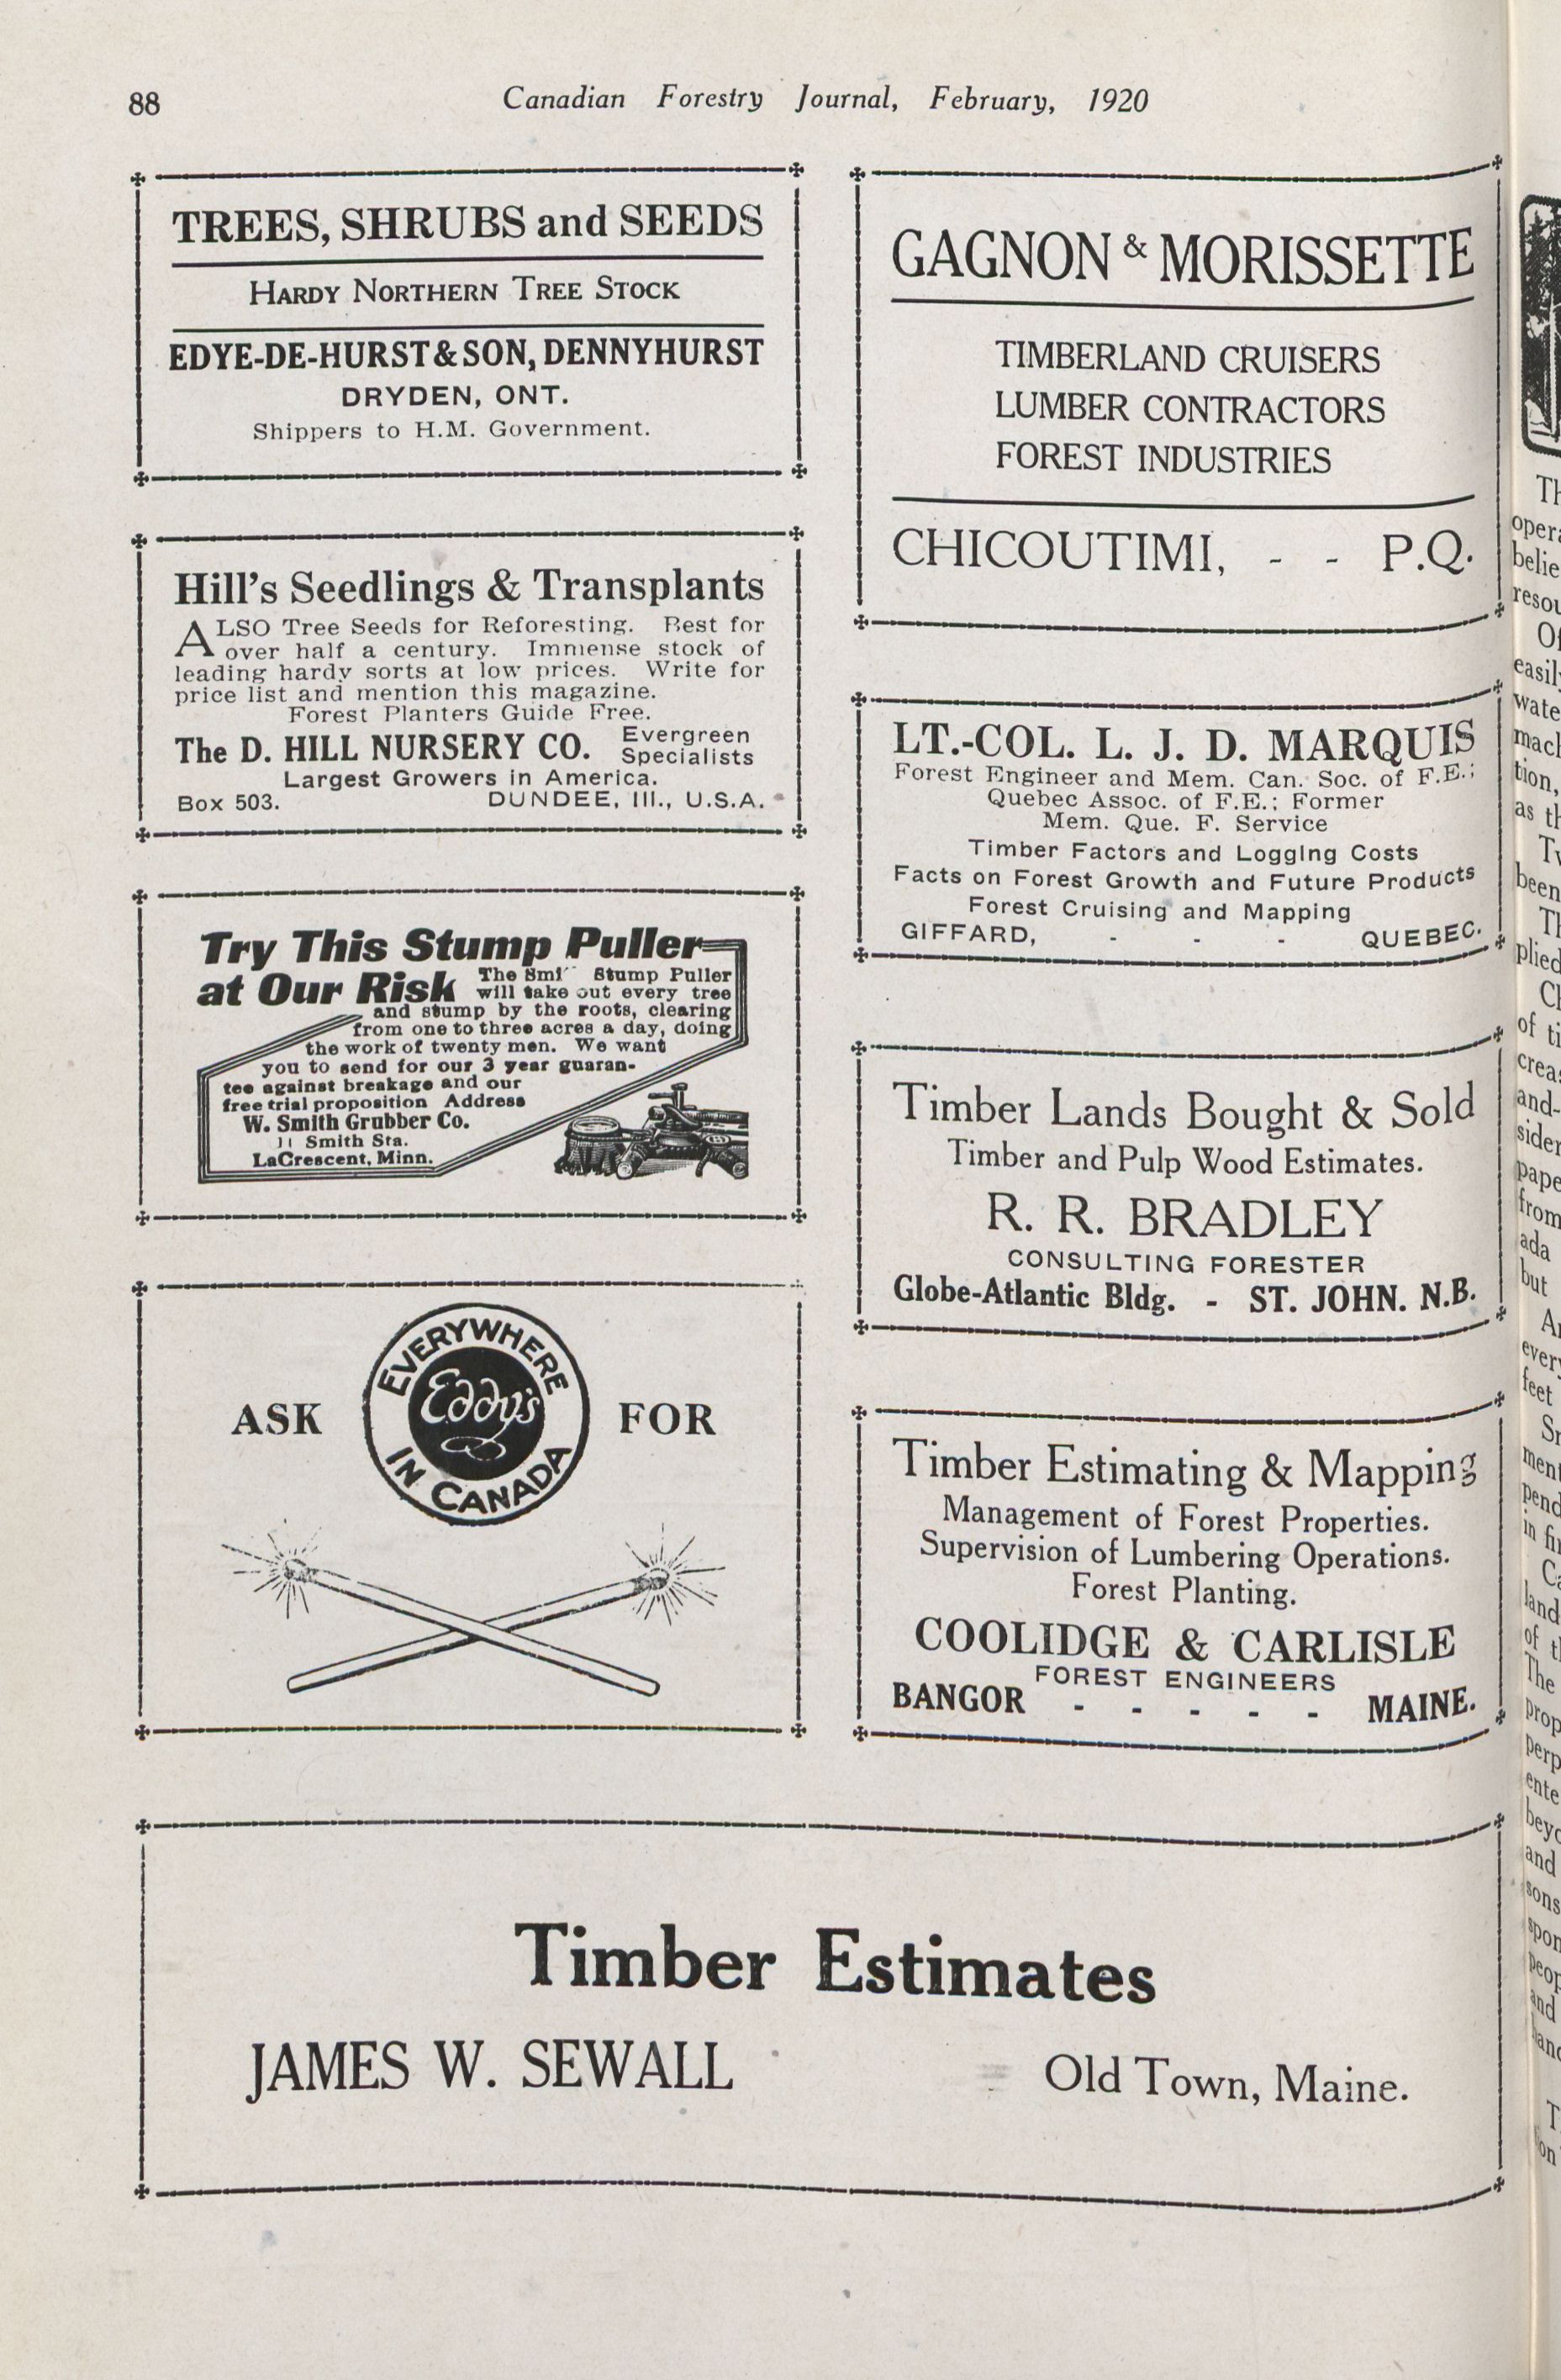 88
Canadian Forestry Journal, February, 1920
TREES, SHRUBS and SEEDS
HARDY NORTHERN TREE STOCK
EDYE-DE-HURST & SON, DENNYHURST
DRYDEN, ONT.
Shippers to H.M. Government.
Hill's Seedlings & Transplants
ALSO Tree Seeds for Reforesting. Best for
over half a century. Immense stock of
leading hardy sorts at low prices. Write for
price list and mention this magazine.
Forest Planters Guide Free.
The D. HILL NURSERY CO. Evergreen
Specialists
Largest Growers in America.
Box 503. DUNDEE, Ill., U.S.A.
Try This Stump Puller
at Our Risk The Smi Stump Puller
will take out every tree
and stump by the roots, clearing
from one to three acres a day, doing
the work of twenty men. We want
you to send for our 3 year guaran-
tee against breakage and our
free trial proposition Address
W. Smith Grubber Co.
Smith Sta.
LaCrescent, Minn.
ASK EVERYWHERE Eddy's IN CANADA FOR
GAGNON & MORISSETTE
TIMBERLAND CRUISERS
LUMBER CONTRACTORS
FOREST INDUSTRIES
CHICOUTIMI, - - P.Q.
LT.-COL. L. J. D. MARQUIS
Forest Engineer and Mem. Can. Soc. of F.E.;
Quebec Assoc. of F.E.; Former
Mem. Que. F. Service
Timber Factors and Logging Costs
Facts on Forest Growth and Future Products
Forest Cruising and Mapping
GIFFARD, - - - QUEBEC.
Timber Lands Bought & Sold
Timber and Pulp Wood Estimates.
R. R. BRADLEY
CONSULTING FORESTER
Globe-Atlantic Bldg. - ST. JOHN. N.B.
Timber Estimating & Mapping
Management of Forest Properties.
Supervision of Lumbering Operations.
Forest Planting.
COOLIDGE & CARLISLE
FOREST ENGINEERS
BANGOR - - - - - MAINE.
Timber Estimates
JAMES W. SEWALL Old Town, Maine.